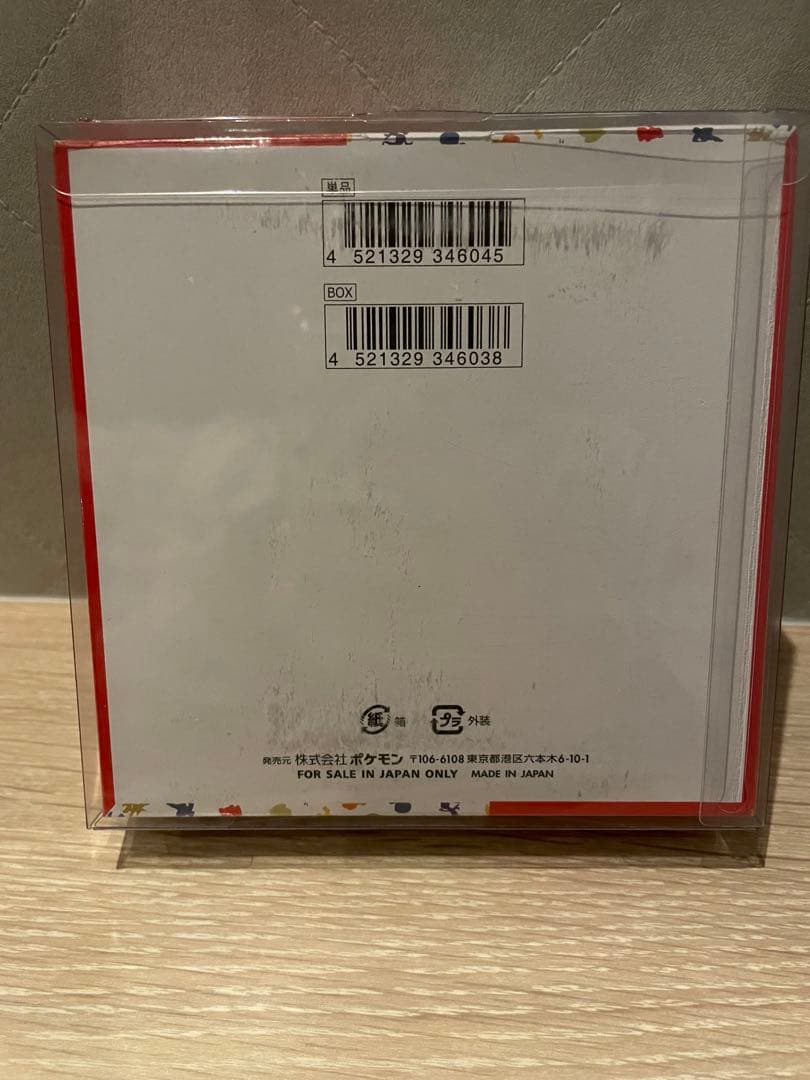 単品
4 521329 346045
BOX
4 521329 346038
紙 箱 プラ 外装
発売元 株式会社 ポケモン 〒106-6108 東京都港区六本木6-10-1
FOR SALE IN JAPAN ONLY MADE IN JAPAN